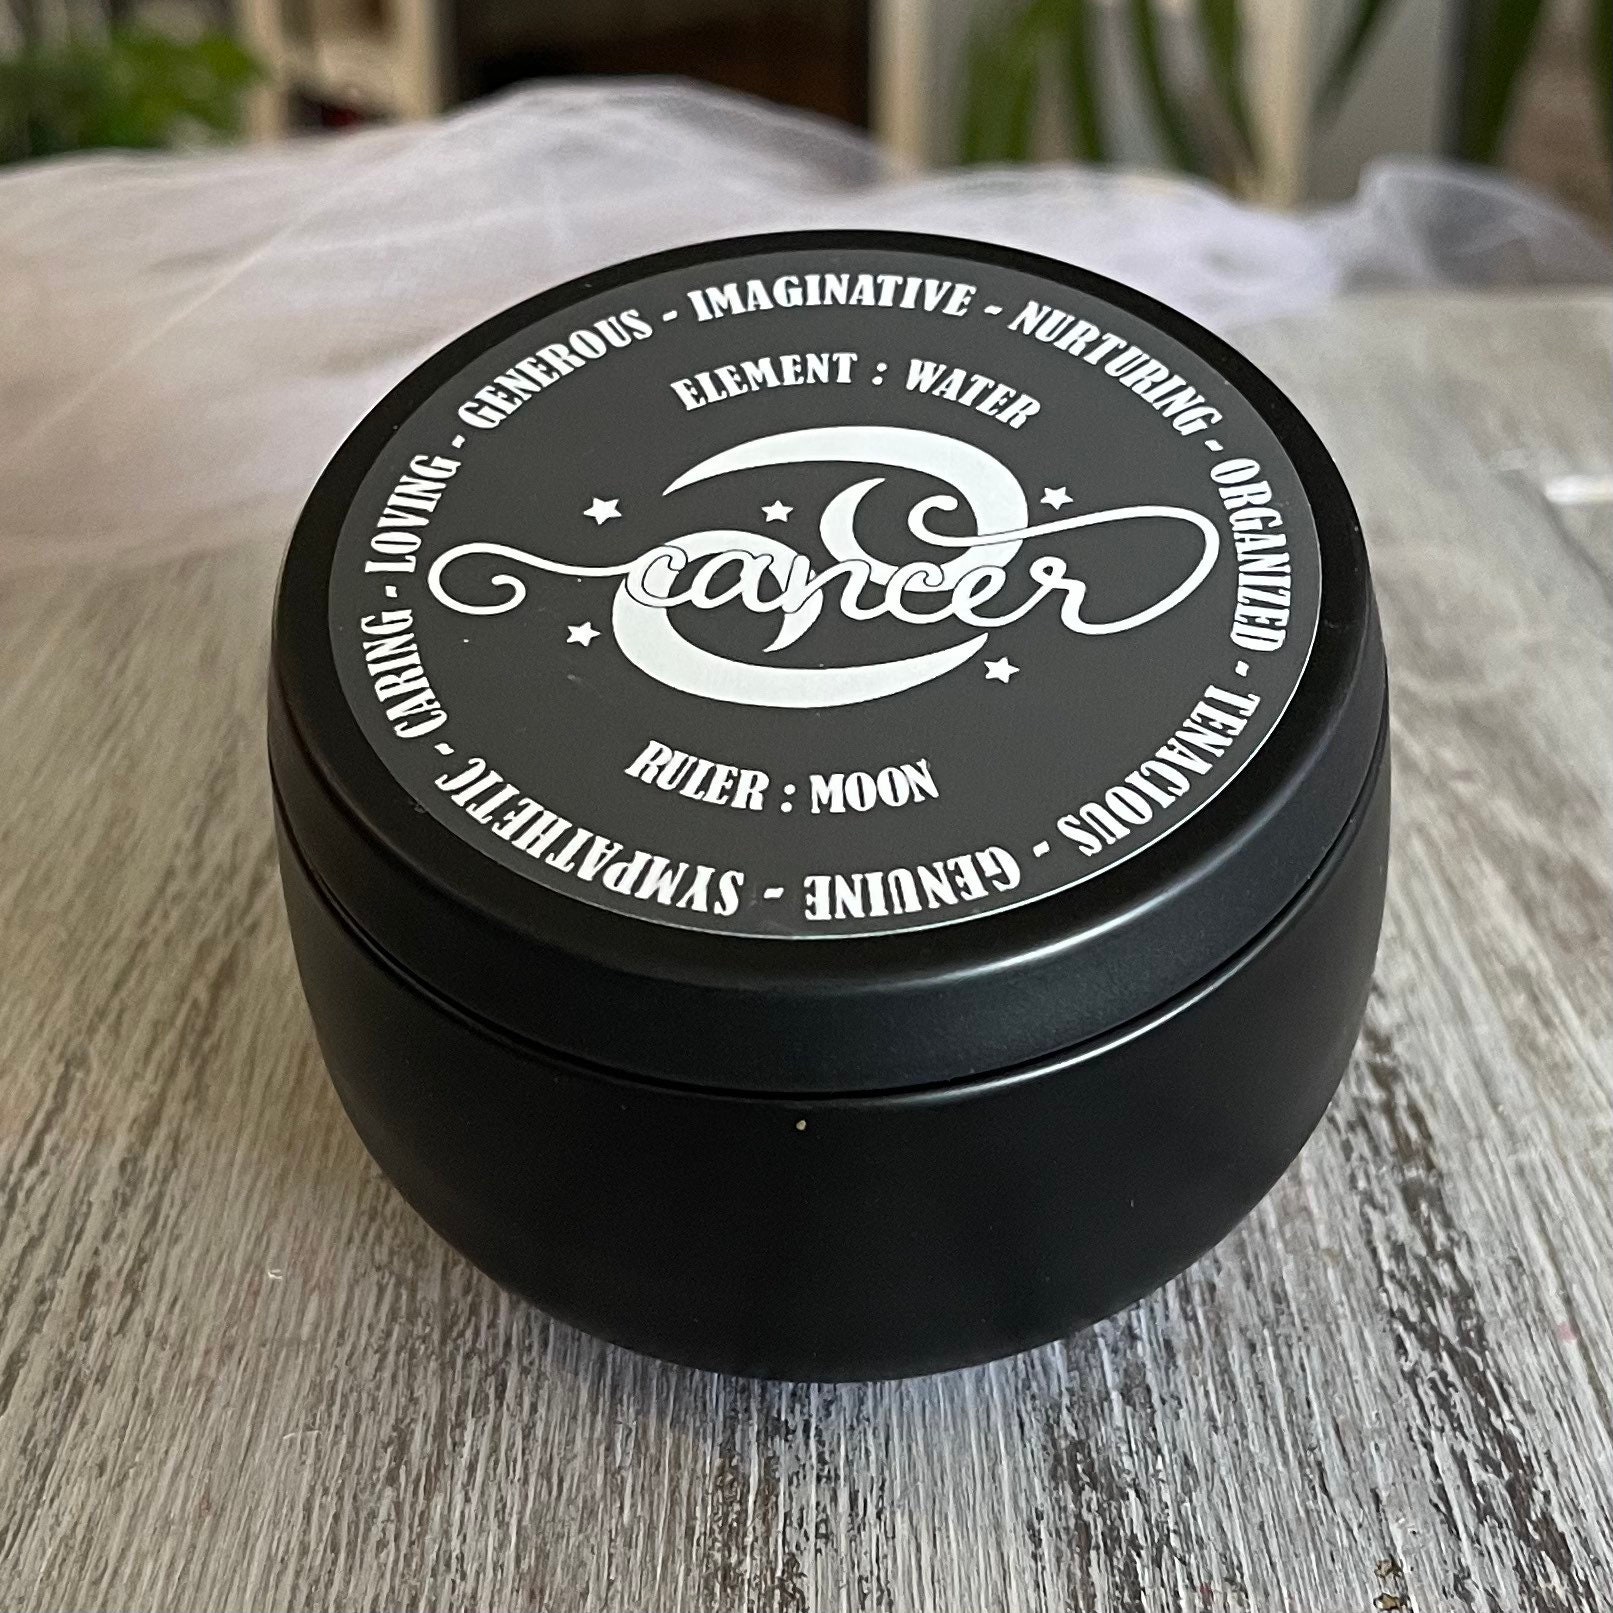 IMAGINATIVE - NURTURING - ORGANIZED - TENACIOUS - GENUINE - SYMPATHETIC - CARING - LOVING - GENEROUS -
ELEMENT : WATER
cancer
RULER : MOON